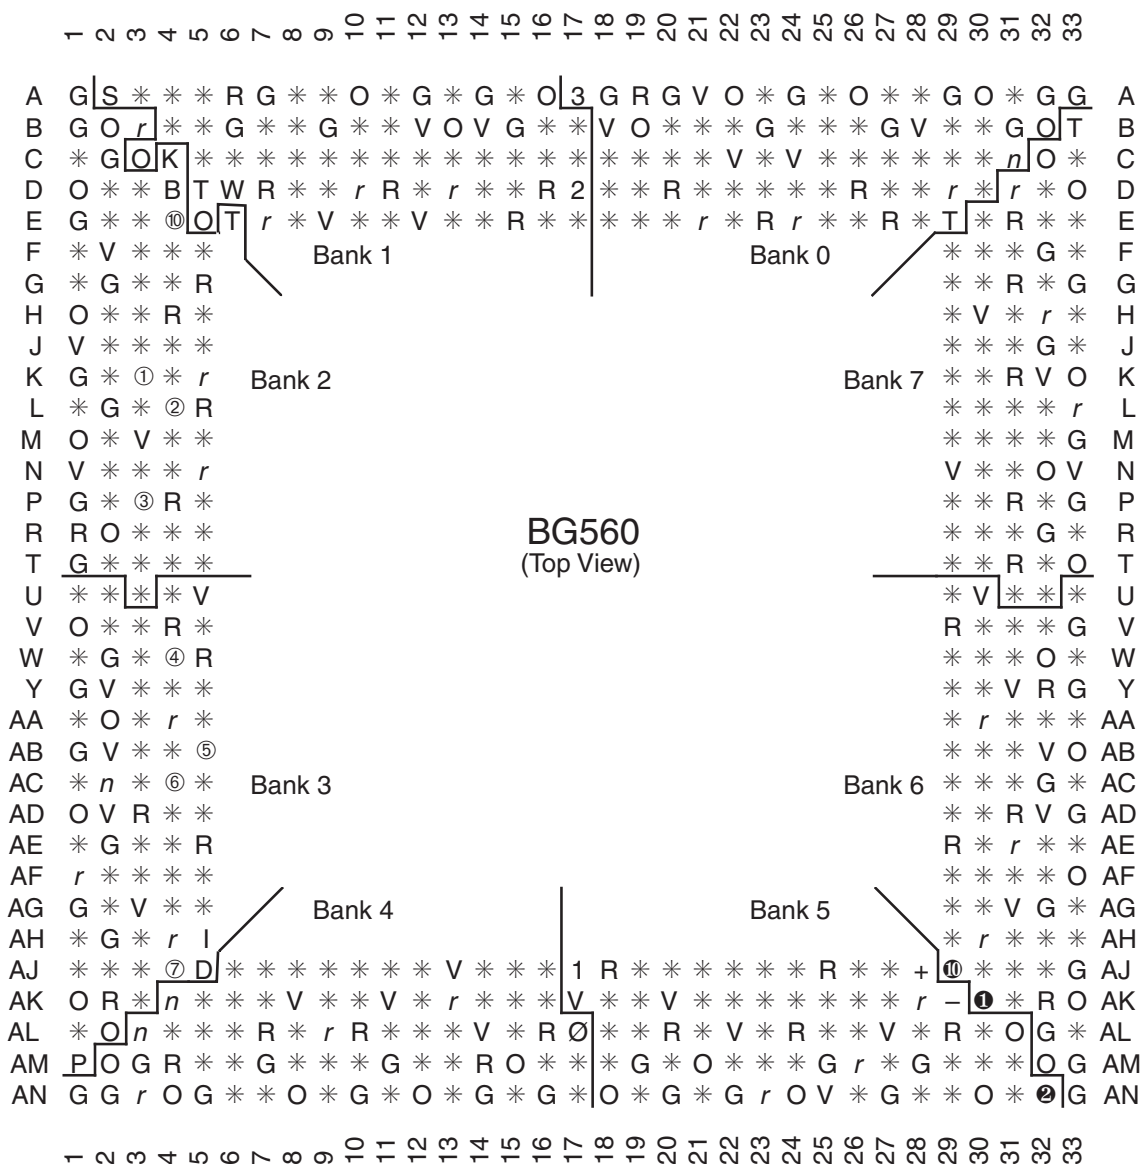 1 2 3 4 5 6 7 8 9 10 11 12 13 14 15 16 17 18 19 20 21 22 23 24 25 26 27 28 29 30 31 32 33
A G S ✳ ✳ ✳ R G ✳ ✳ O ✳ G ✳ G ✳ O 3 G R G V O ✳ G ✳ O ✳ ✳ G O ✳ G G A
B G O r ✳ ✳ G ✳ ✳ G ✳ ✳ V O V G ✳ ✳ V O ✳ ✳ ✳ G ✳ ✳ ✳ G V ✳ ✳ G O T B
C ✳ G O K ✳ ✳ ✳ ✳ ✳ ✳ ✳ ✳ ✳ ✳ ✳ ✳ ✳ ✳ ✳ ✳ ✳ V ✳ V ✳ ✳ ✳ ✳ ✳ ✳ n O ✳ C
D O ✳ ✳ B T W R ✳ ✳ r R ✳ r ✳ ✳ R 2 ✳ ✳ R ✳ ✳ ✳ ✳ ✳ R ✳ ✳ r ✳ r ✳ O D
E G ✳ ✳ ⑩ O T r ✳ V ✳ ✳ V ✳ ✳ R ✳ ✳ ✳ ✳ ✳ r ✳ R r ✳ ✳ R ✳ T ✳ R ✳ ✳ E
F ✳ V ✳ ✳ ✳ Bank 1 Bank 0 ✳ ✳ ✳ G ✳ F
G ✳ G ✳ ✳ R ✳ ✳ R ✳ G G
H O ✳ ✳ R ✳ ✳ V ✳ r ✳ H
J V ✳ ✳ ✳ ✳ ✳ ✳ ✳ G ✳ J
K G ✳ ① ✳ r Bank 2 Bank 7 ✳ ✳ R V O K
L ✳ G ✳ ② R ✳ ✳ ✳ ✳ r L
M O ✳ V ✳ ✳ ✳ ✳ ✳ ✳ G M
N V ✳ ✳ ✳ r V ✳ ✳ O V N
P G ✳ ③ R ✳ ✳ ✳ R ✳ G P
R R O ✳ ✳ ✳ BG560 ✳ ✳ ✳ G ✳ R
T G ✳ ✳ ✳ ✳ (Top View) ✳ ✳ R ✳ O T
U ✳ ✳ ✳ ✳ V ✳ V ✳ ✳ ✳ U
V O ✳ ✳ R ✳ R ✳ ✳ ✳ G V
W ✳ G ✳ ④ R ✳ ✳ ✳ O ✳ W
Y G V ✳ ✳ ✳ ✳ ✳ V R G Y
AA ✳ O ✳ r ✳ ✳ r ✳ ✳ ✳ AA
AB G V ✳ ✳ ⑤ ✳ ✳ ✳ V O AB
AC ✳ n ✳ ⑥ ✳ Bank 3 Bank 6 ✳ ✳ ✳ G ✳ AC
AD O V R ✳ ✳ ✳ ✳ R V G AD
AE ✳ G ✳ ✳ R R ✳ r ✳ ✳ AE
AF r ✳ ✳ ✳ ✳ ✳ ✳ ✳ ✳ O AF
AG G ✳ V ✳ ✳ Bank 4 Bank 5 ✳ ✳ V G ✳ AG
AH ✳ G ✳ r I ✳ r ✳ ✳ ✳ AH
AJ ✳ ✳ ✳ ⑦ D ✳ ✳ ✳ ✳ ✳ ✳ ✳ V ✳ ✳ ✳ 1 R ✳ ✳ ✳ ✳ ✳ ✳ R ✳ ✳ + ❿ ✳ ✳ ✳ G AJ
AK O R ✳ n ✳ ✳ ✳ V ✳ ✳ V ✳ r ✳ ✳ ✳ V ✳ ✳ V ✳ ✳ ✳ ✳ ✳ ✳ ✳ r − ❶ ✳ R O AK
AL ✳ O n ✳ ✳ ✳ R ✳ r R ✳ ✳ ✳ V ✳ R Ø ✳ ✳ R ✳ V ✳ R ✳ ✳ V ✳ R ✳ O G ✳ AL
AM P O G R ✳ ✳ G ✳ ✳ ✳ G ✳ ✳ R O ✳ ✳ ✳ G ✳ O ✳ ✳ ✳ G r ✳ G ✳ ✳ ✳ O G AM
AN G G r O G ✳ ✳ O ✳ G ✳ O ✳ G ✳ G ✳ O ✳ G ✳ G r O V ✳ G ✳ ✳ O ✳ ❷ G AN
1 2 3 4 5 6 7 8 9 10 11 12 13 14 15 16 17 18 19 20 21 22 23 24 25 26 27 28 29 30 31 32 33